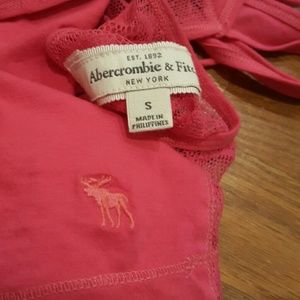 EST. 1892
Abercrombie & Fitc
NEW YORK
S
MADE IN
PHILIPPINES